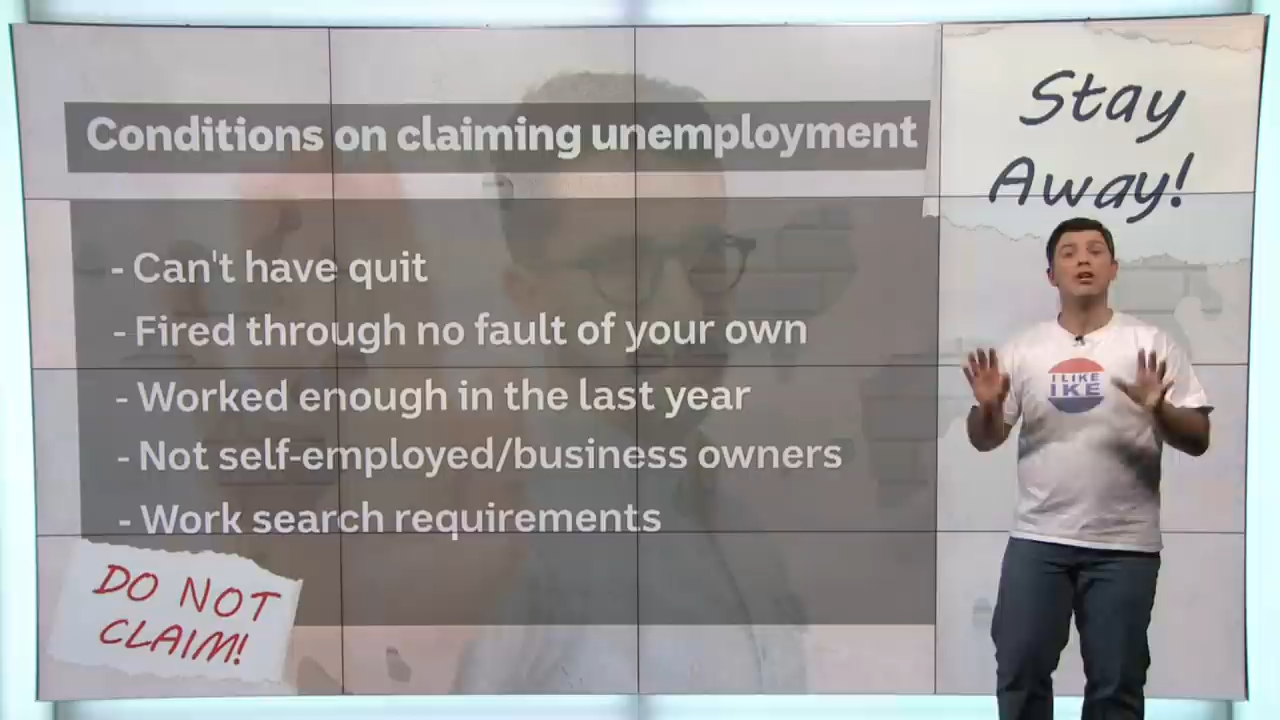 Conditions on claiming unemployment
- Can't have quit
- Fired through no fault of your own
- Worked enough in the last year
- Not self-employed/business owners
- Work search requirements
DO NOT
CLAIM!
Stay
Away!
I LIKE
IKE